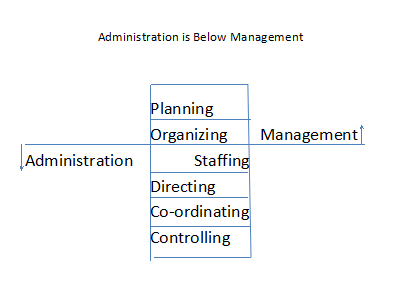 Administration is Below Management
Planning
Organizing Management
Administration Staffing
Directing
Co-ordinating
Controlling